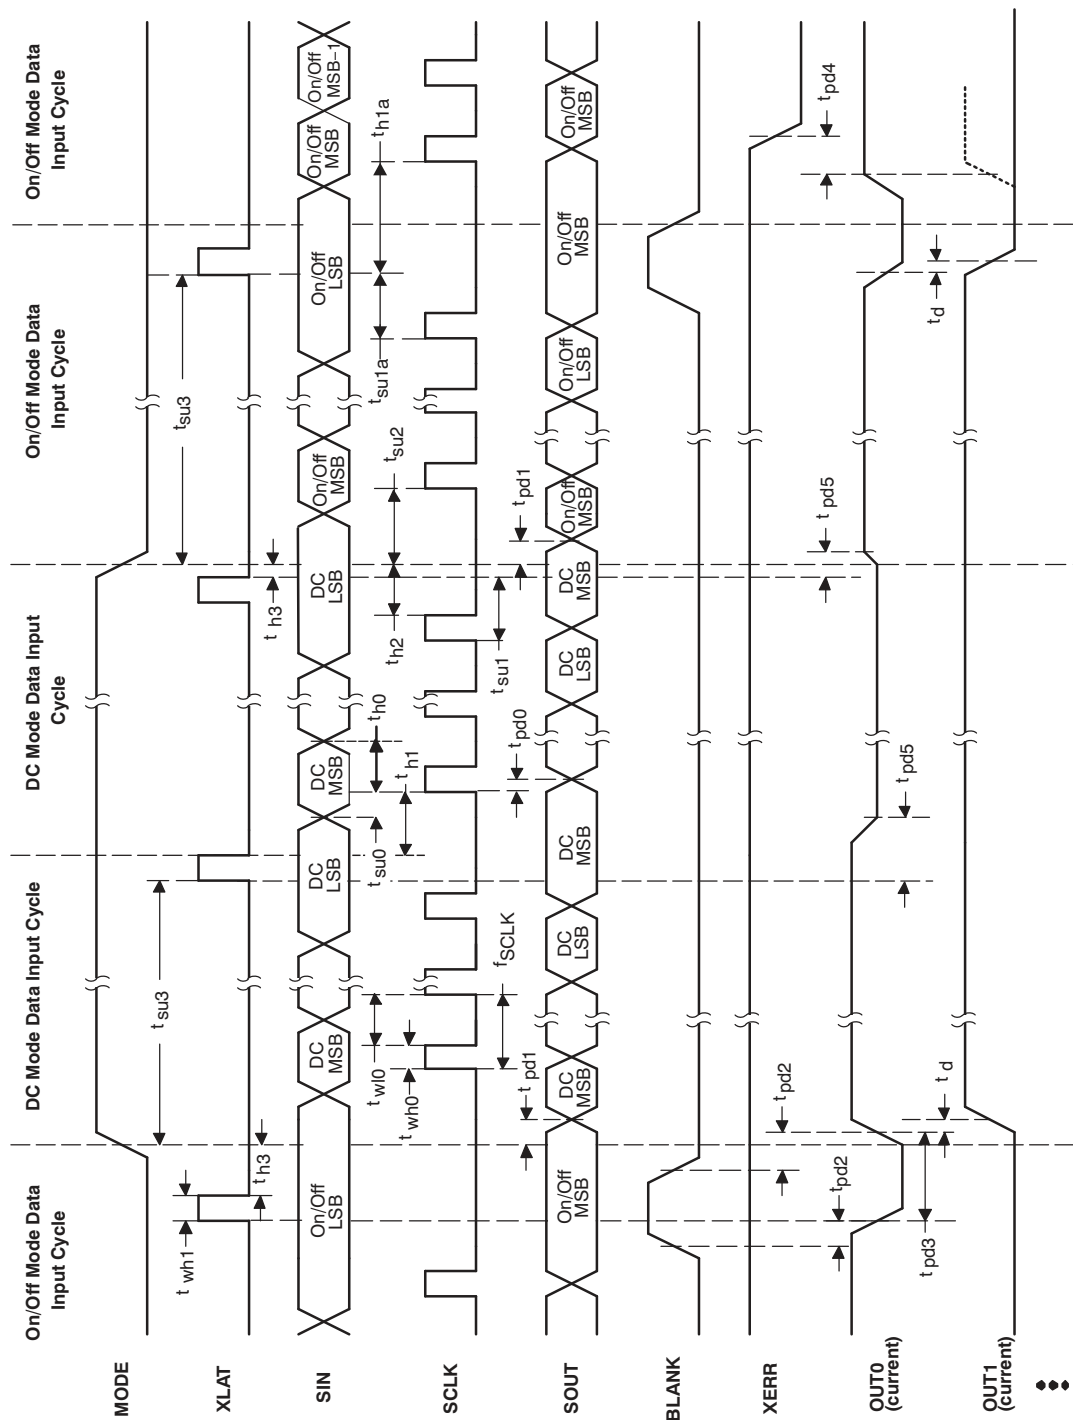 On/Off Mode Data
Input Cycle
DC Mode Data Input Cycle
DC Mode Data Input
Cycle
On/Off Mode Data
Input Cycle
On/Off Mode Data
Input Cycle
MODE
XLAT
t wh1
t h3
t su3
t h3
t su3
SIN
On/Off
LSB
DC
MSB
DC
LSB
DC
MSB
DC
LSB
On/Off
MSB
On/Off
LSB
On/Off
MSB
On/Off
MSB−1
t wh0
t wl0
t su0
t h1
t h0
t h2
t su2
t su1a
t h1a
SCLK
f SCLK
t su1
t pd1
t pd0
t pd1
SOUT
On/Off
MSB
DC
MSB
DC
LSB
DC
MSB
DC
LSB
DC
MSB
On/Off
MSB
On/Off
LSB
On/Off
MSB
On/Off
MSB
BLANK
XERR
t pd2
t pd2
t pd5
t pd4
OUT0
(current)
t pd3
t d
t pd5
t d
OUT1
(current)